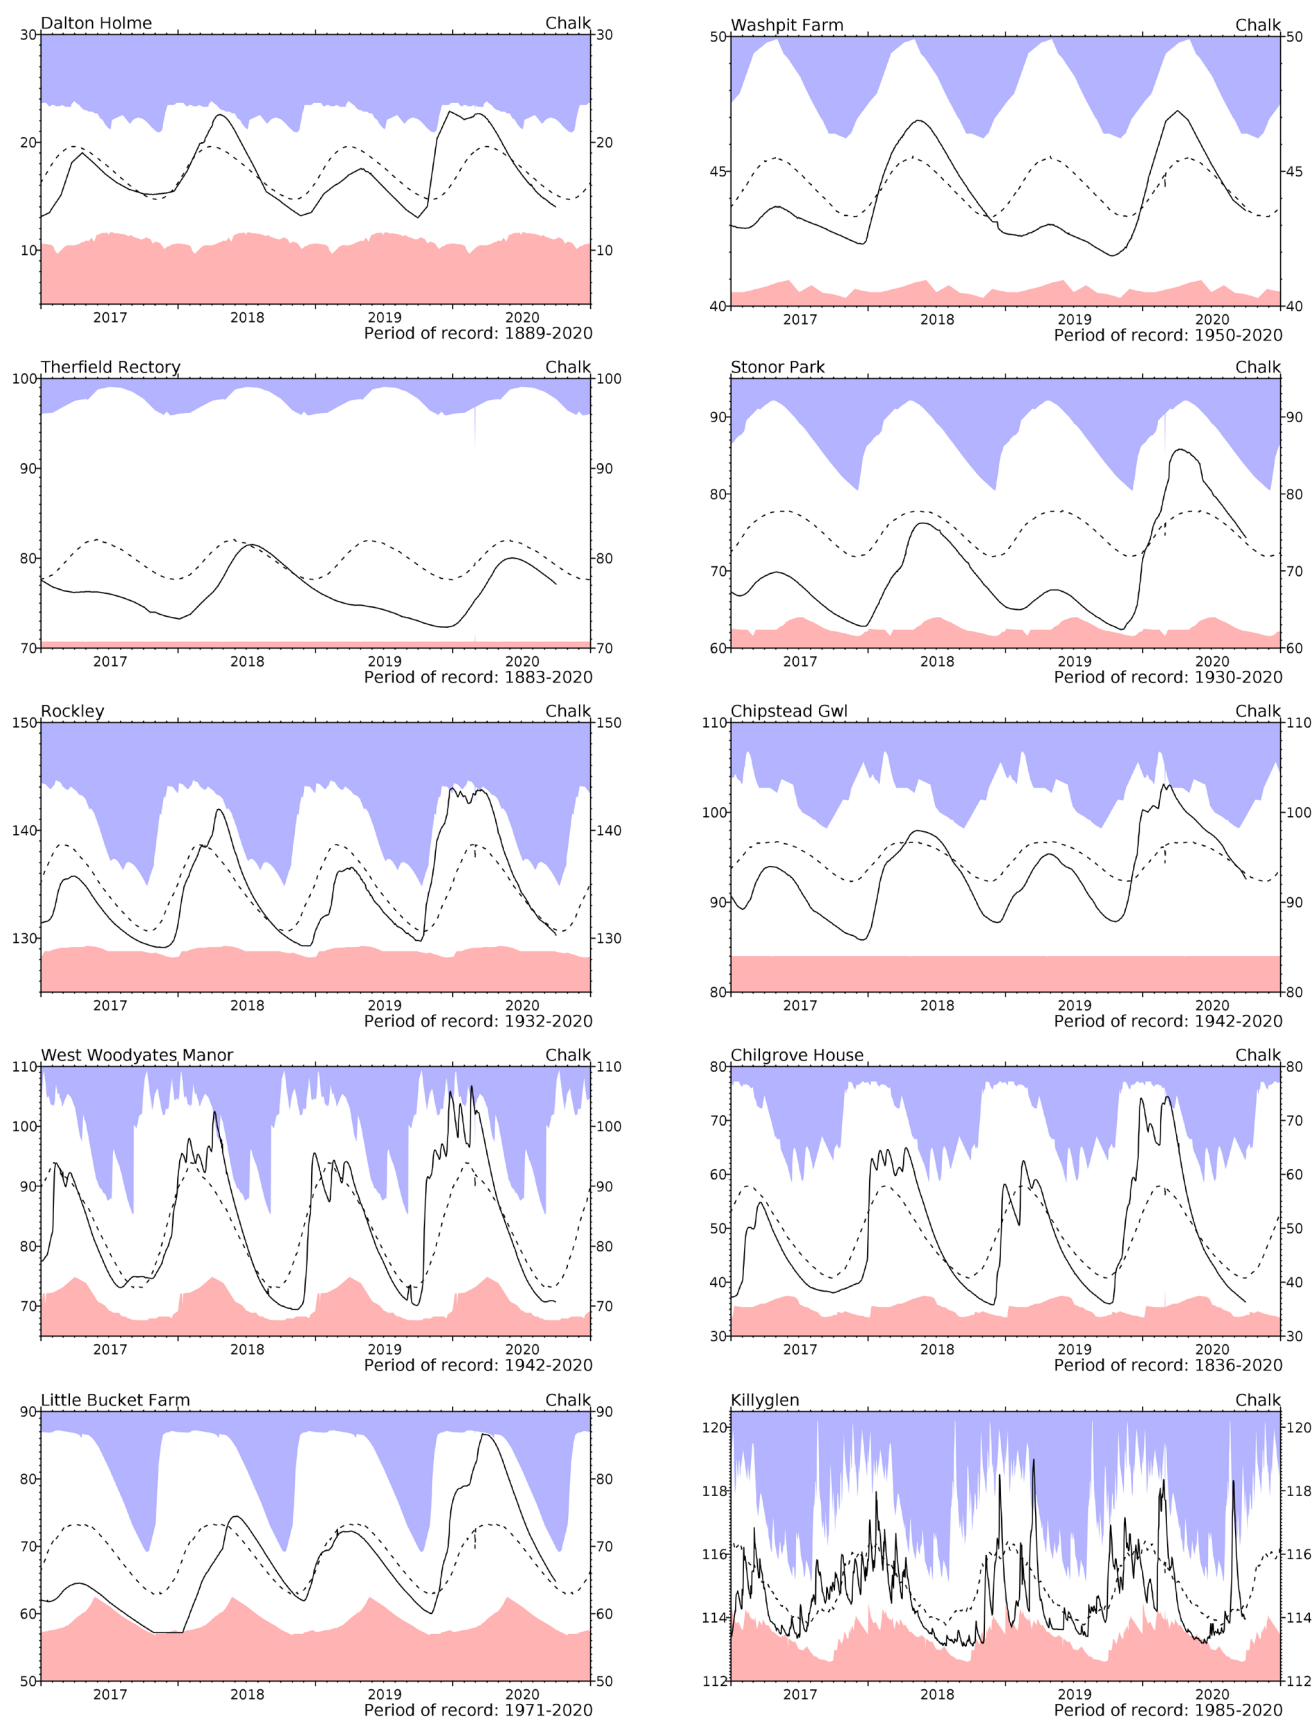 Dalton Holme Chalk
30 30
20 20
10 10
2017 2018 2019 2020
Period of record: 1889-2020
Washpit Farm Chalk
50 50
45 45
40 40
2017 2018 2019 2020
Period of record: 1950-2020
Therfield Rectory Chalk
100 100
90 90
80 80
70 70
2017 2018 2019 2020
Period of record: 1883-2020
Stonor Park Chalk
90 90
80 80
70 70
60 60
2017 2018 2019 2020
Period of record: 1930-2020
Rockley Chalk
150 150
140 140
130 130
2017 2018 2019 2020
Period of record: 1932-2020
Chipstead Gwl Chalk
110 110
100 100
90 90
80 80
2017 2018 2019 2020
Period of record: 1942-2020
West Woodyates Manor Chalk
110 110
100 100
90 90
80 80
70 70
2017 2018 2019 2020
Period of record: 1942-2020
Chilgrove House Chalk
80 80
70 70
60 60
50 50
40 40
30 30
2017 2018 2019 2020
Period of record: 1836-2020
Little Bucket Farm Chalk
90 90
80 80
70 70
60 60
50 50
2017 2018 2019 2020
Period of record: 1971-2020
Killyglen Chalk
120 120
118 118
116 116
114 114
112 112
2017 2018 2019 2020
Period of record: 1985-2020